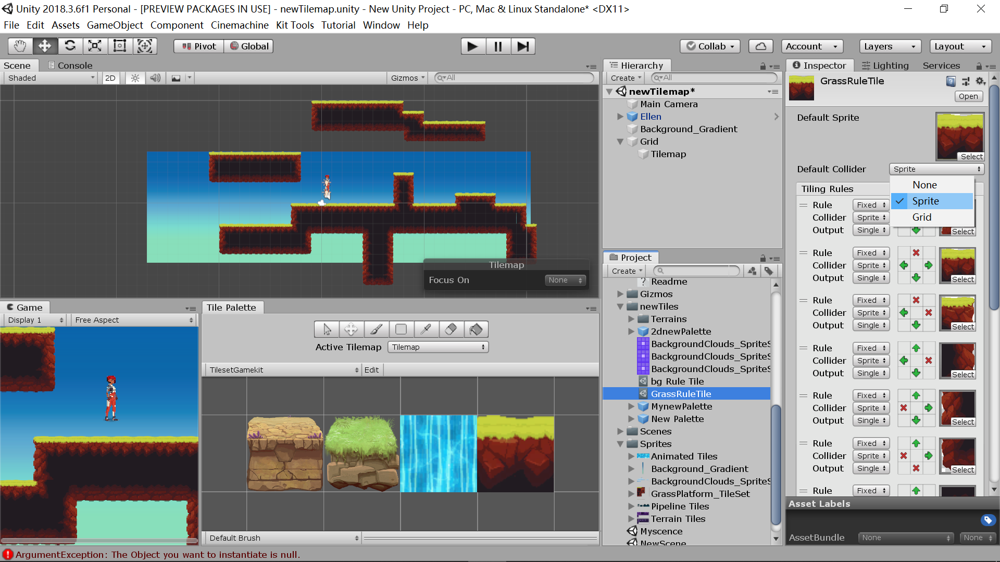 Unity 2018.3.6f1 Personal - [PREVIEW PACKAGES IN USE] - newTilemap.unity - New Unity Project - PC, Mac & Linux Standalone* <DX11>
File Edit Assets GameObject Component Cinemachine Kit Tools Tutorial Window Help
Pivot Global Collab Account Layers Layout
Scene Console
Shaded 2D Gizmos All
Tilemap
Focus On None
Game
Display 1 Free Aspect
Tile Palette
Active Tilemap Tilemap
TilesetGamekit Edit
Default Brush
Hierarchy
Create All
newTilemap*
Main Camera
Ellen
Background_Gradient
Grid
Tilemap
Project
Create
Readme
Gizmos
newTiles
Terrains
2dnewPalette
BackgroundClouds_SpriteS
BackgroundClouds_SpriteS
BackgroundClouds_SpriteS
bg Rule Tile
GrassRuleTile
MynewPalette
New Palette
Scenes
Sprites
Animated Tiles
Background_Gradient
BackgroundClouds_SpriteS
GrassPlatform_TileSet
Pipeline Tiles
Terrain Tiles
Myscence
NewScene
Inspector Lighting Services
GrassRuleTile
Open
Default Sprite
Select
Default Collider Sprite
None
Sprite
Grid
Tiling Rules
Rule Fixed
Collider Sprite
Output Single Select
Rule Fixed
Collider Sprite
Output Single Select
Rule Fixed
Collider Sprite
Output Single Select
Rule Fixed
Collider Sprite
Output Single Select
Rule Fixed
Collider Sprite
Output Single Select
Rule Fixed
Collider Sprite
Output Single Select
Rule Fixed
Asset Labels
AssetBundle None None
ArgumentException: The Object you want to instantiate is null.